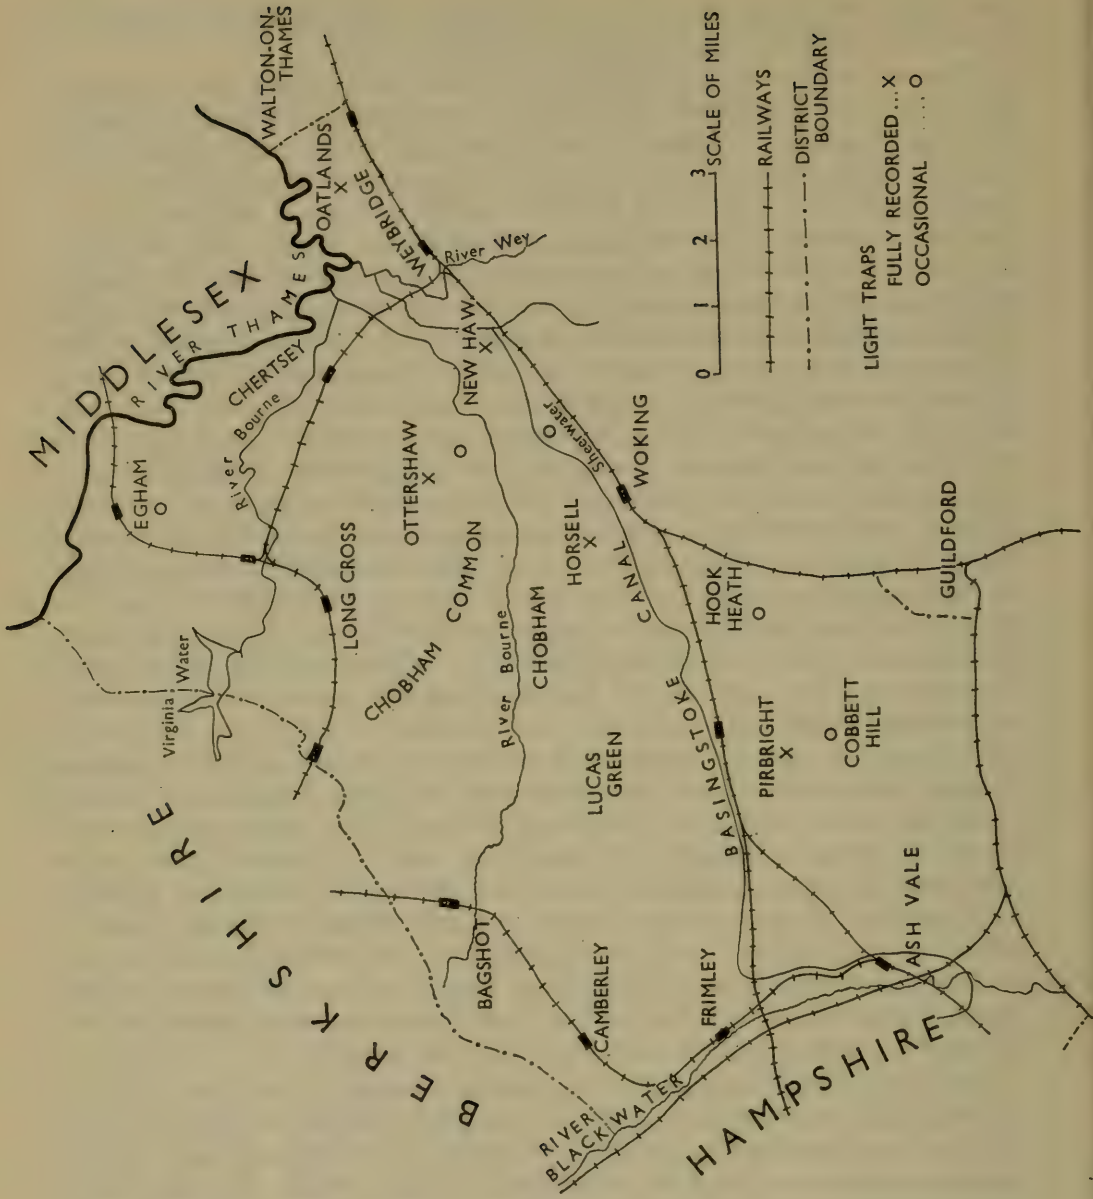 MIDDLESEX
RIVER THAMES
WALTON-ON-
THAMES
OATLANDS
X
WEYBRIDGE
River Wey
EGHAM
O
CHERTSEY
River Bourne
NEW HAW
X
Virginia Water
LONG CROSS
OTTERSHAW
X
O
CHOBHAM COMMON
River Bourne
CHOBHAM
HORSELL
X
Sheerwater
O
WOKING
BERKSHIRE
BAGSHOT
LUCAS
GREEN
BASINGSTOKE CANAL
HOOK
HEATH
O
CAMBERLEY
FRIMLEY
PIRBRIGHT
X
O
COBBETT
HILL
GUILDFORD
RIVER
BLACKWATER
ASH VALE
HAMPSHIRE
0 1 2 3
SCALE OF MILES
RAILWAYS
DISTRICT
BOUNDARY
LIGHT TRAPS
FULLY RECORDED...X
OCCASIONAL ....O